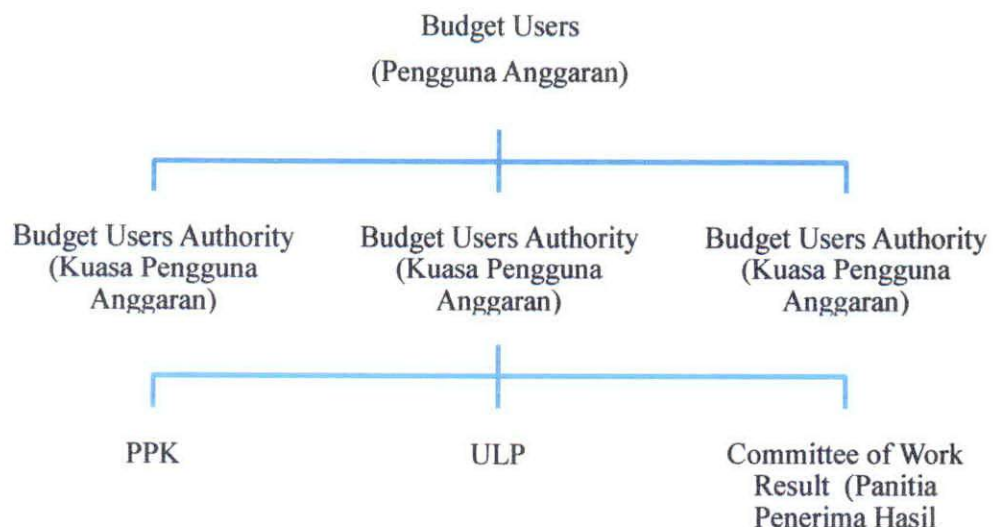 Budget Users
(Pengguna Anggaran)
Budget Users Authority
(Kuasa Pengguna
Anggaran)
Budget Users Authority
(Kuasa Pengguna
Anggaran)
Budget Users Authority
(Kuasa Pengguna
Anggaran)
PPK
ULP
Committee of Work
Result (Panitia
Penerima Hasil